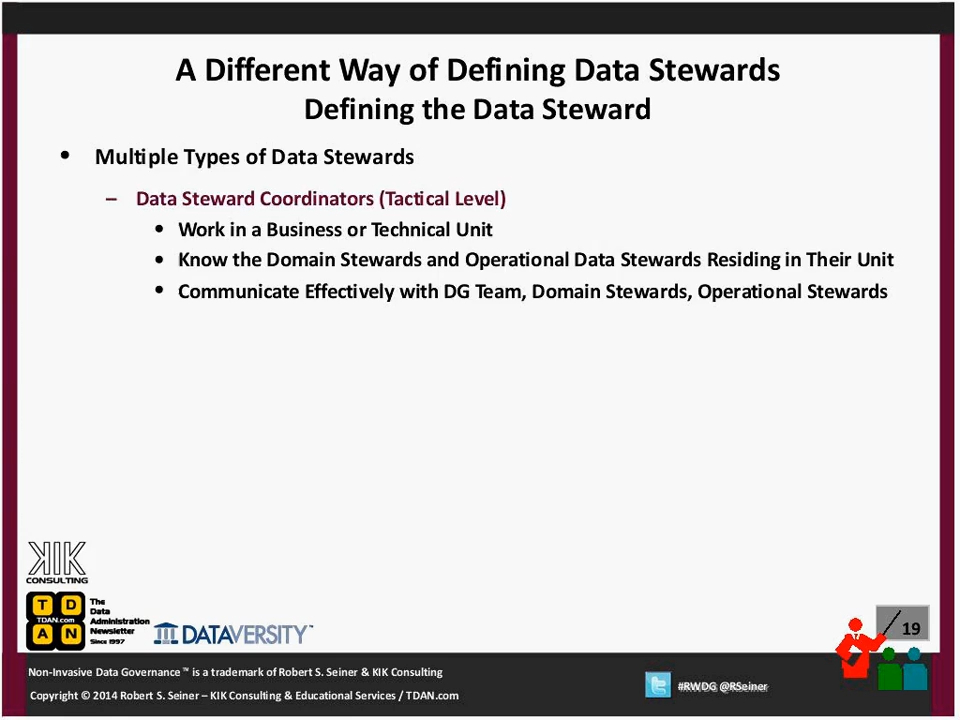 A Different Way of Defining Data Stewards
Defining the Data Steward
• Multiple Types of Data Stewards
– Data Steward Coordinators (Tactical Level)
• Work in a Business or Technical Unit
• Know the Domain Stewards and Operational Data Stewards Residing in Their Unit
• Communicate Effectively with DG Team, Domain Stewards, Operational Stewards
KIK
CONSULTING
T D
TDAN.com
A N
The
Data
Administration
Newsletter
Since 1997
DATAVERSITY™
19
Non-Invasive Data Governance™ is a trademark of Robert S. Seiner & KIK Consulting
Copyright © 2014 Robert S. Seiner – KIK Consulting & Educational Services / TDAN.com
#RWDG @RSeiner